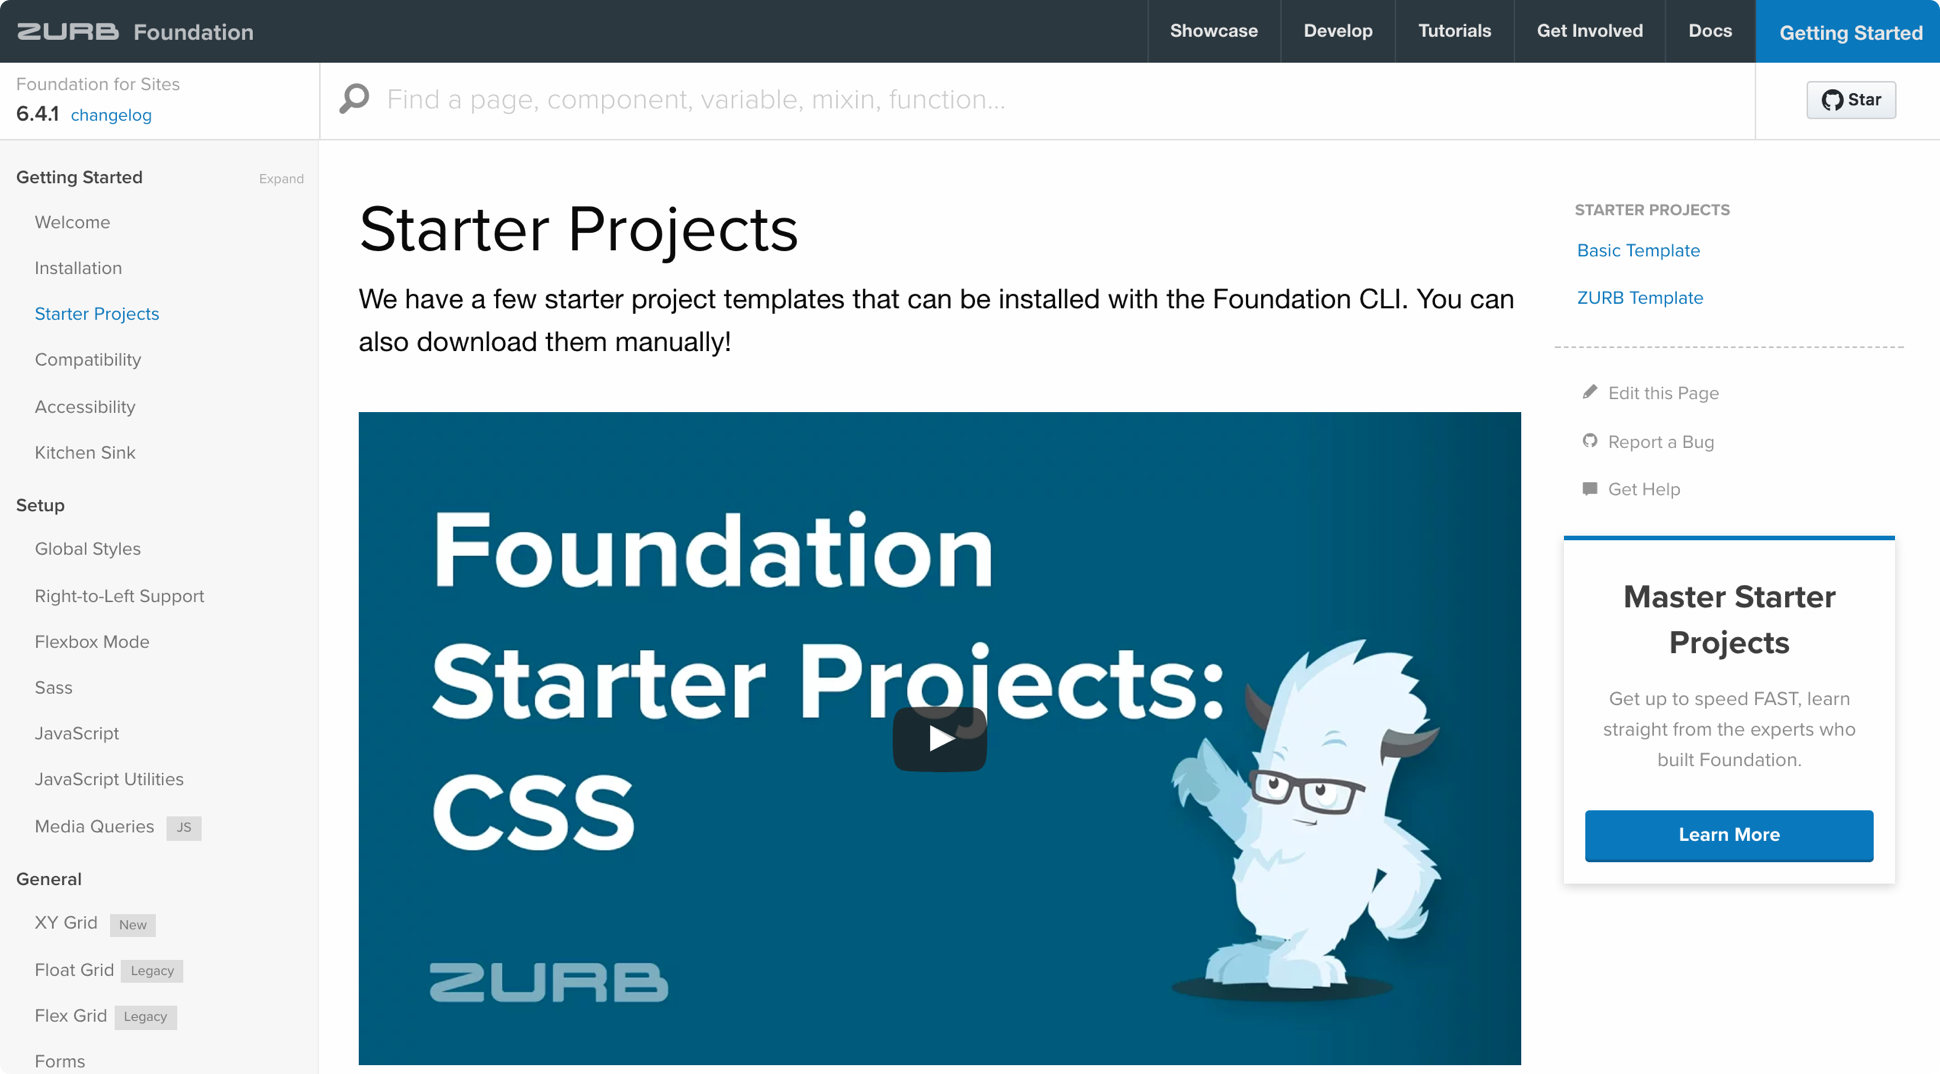 ZURB Foundation
Showcase
Develop
Tutorials
Get Involved
Docs
Getting Started
Foundation for Sites
6.4.1 changelog
Find a page, component, variable, mixin, function...
Star
Getting Started
Expand
Welcome
Installation
Starter Projects
Compatibility
Accessibility
Kitchen Sink
Setup
Global Styles
Right-to-Left Support
Flexbox Mode
Sass
JavaScript
JavaScript Utilities
Media Queries JS
General
XY Grid New
Float Grid Legacy
Flex Grid Legacy
Forms
Starter Projects
We have a few starter project templates that can be installed with the Foundation CLI. You can
also download them manually!
Foundation
Starter Projects:
CSS
ZURB
STARTER PROJECTS
Basic Template
ZURB Template
Edit this Page
Report a Bug
Get Help
Master Starter
Projects
Get up to speed FAST, learn
straight from the experts who
built Foundation.
Learn More